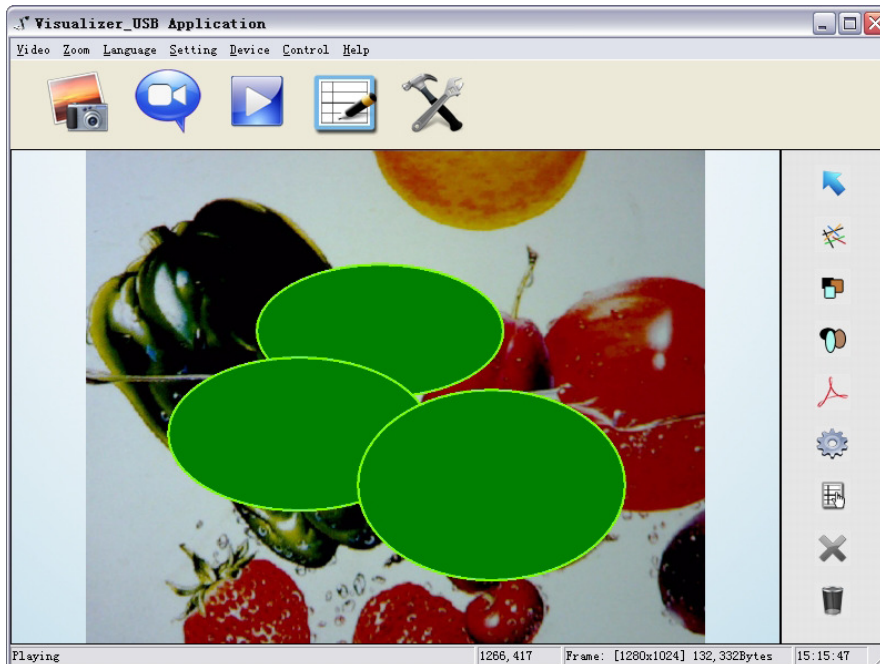 Visualizer_USB Application
Video Zoom Language Setting Device Control Help
Playing 1266,417 Frame: [1280x1024] 132,332Bytes 15:15:47